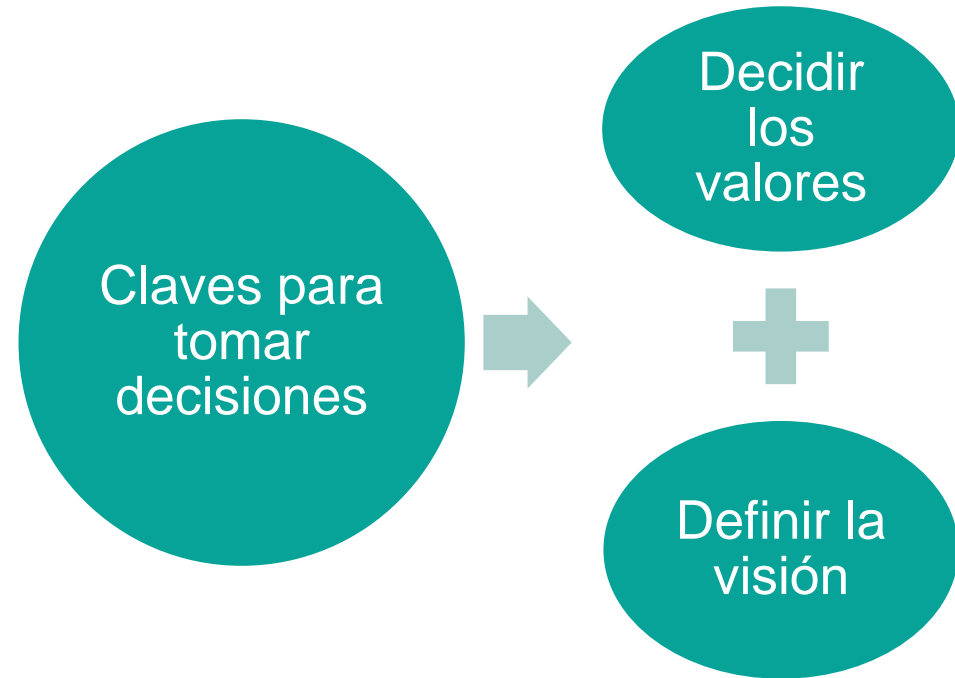 Claves para
tomar
decisiones
Decidir
los
valores
Definir la
visión